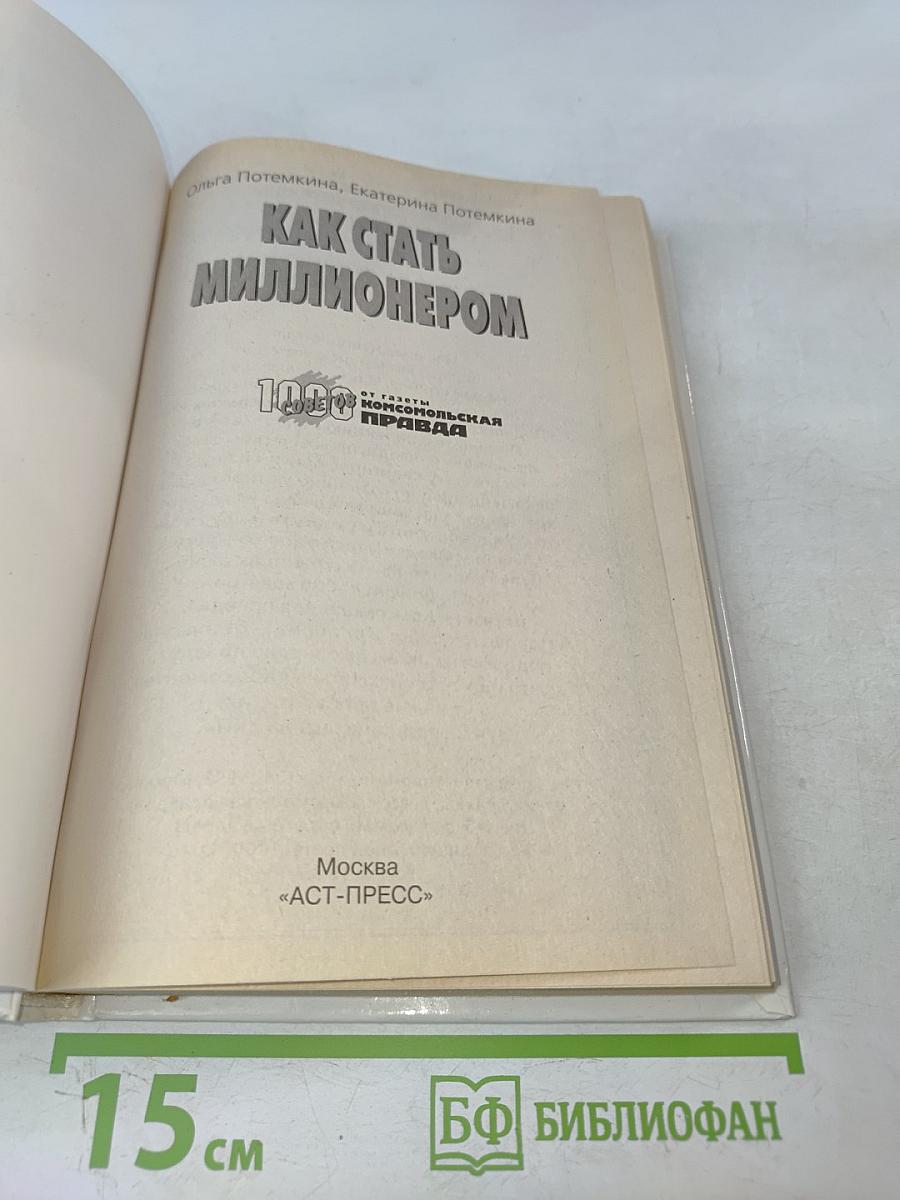 Ольга Потемкина, Екатерина Потемкина
КАК СТАТЬ
МИЛЛИОНЕРОМ
1000
СОВЕТОВ
от газеты
КОМСОМОЛЬСКАЯ
ПРАВДА
Москва
«АСТ-ПРЕСС»
15 см
БФ БИБЛИОФАН